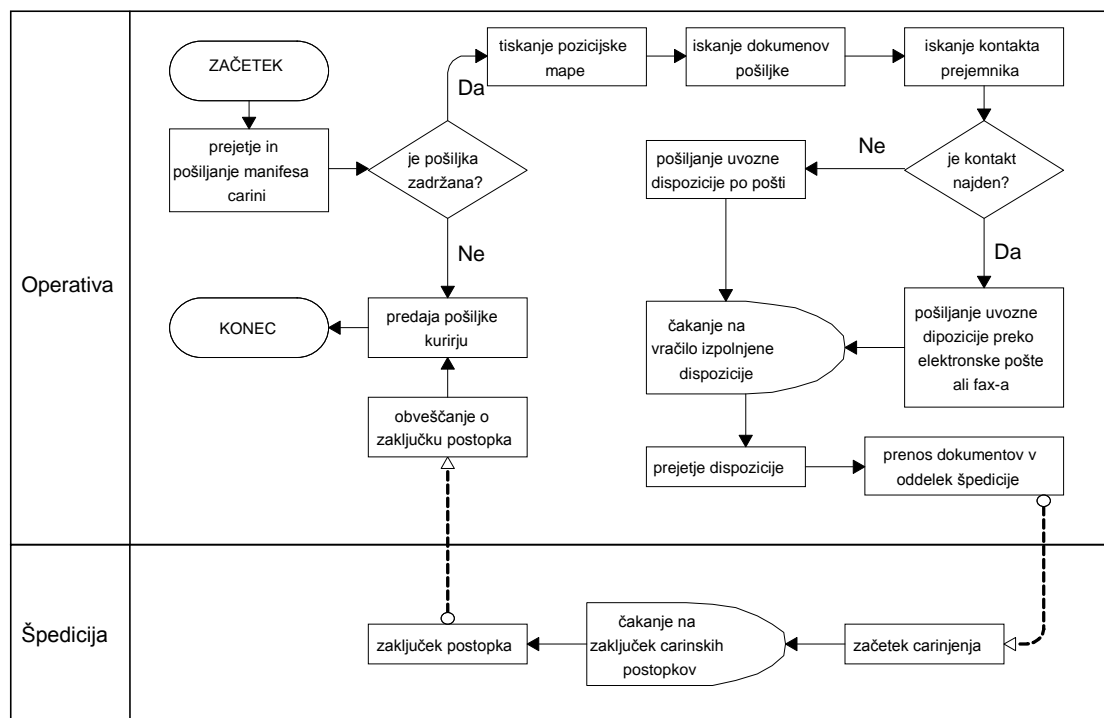 Operativa
ZAČETEK
prejetje in
pošiljanje manifesa
carini
je pošiljka
zadržana?
Da
tiskanje pozicijske
mape
iskanje dokumenov
pošiljke
iskanje kontakta
prejemnika
je kontakt
najden?
Ne
pošiljanje uvozne
dispozicije po pošti
Da
pošiljanje uvozne
dipozicije preko
elektronske pošte
ali fax-a
čakanje na
vračilo izpolnjene
dispozicije
prejetje dispozicije
prenos dokumentov v
oddelek špedicije
Ne
predaja pošiljke
kurirju
KONEC
obveščanje o
zaključku postopka
Špedicija
zaključek postopka
čakanje na
zaključek carinskih
postopkov
začetek carinjenja